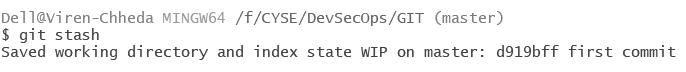 Dell@Viren-Chheda MINGW64 /f/CYSE/DevSecOps/GIT (master)
$ git stash
Saved working directory and index state WIP on master: d919bff first commit